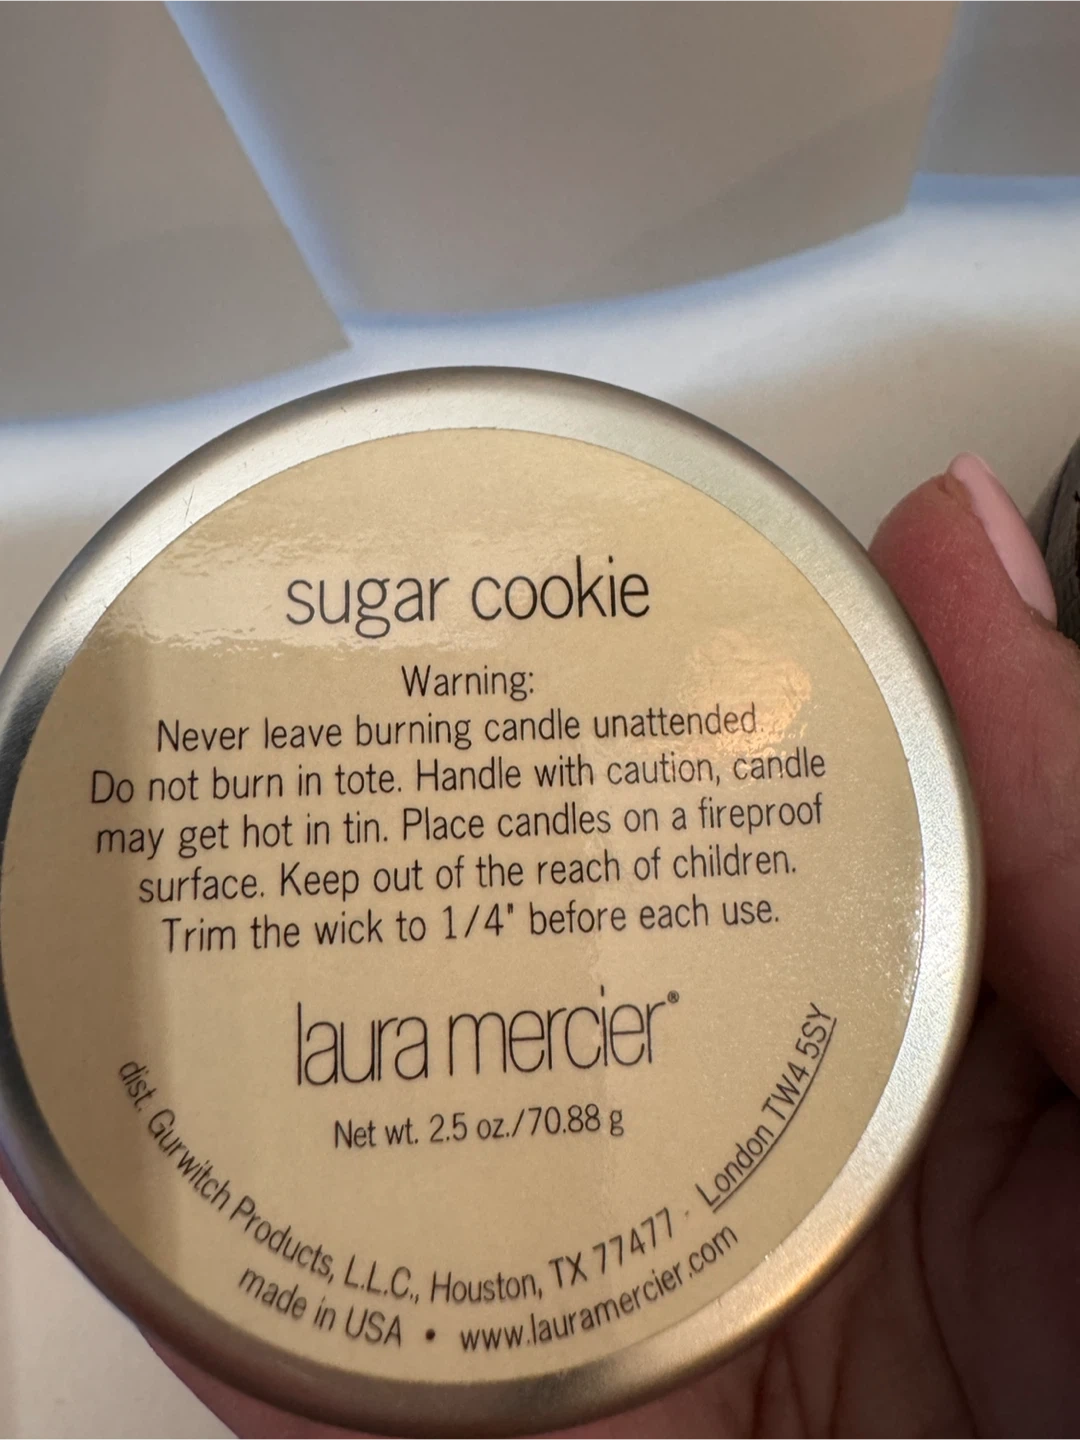 sugar cookie
Warning:
Never leave burning candle unattended.
Do not burn in tote. Handle with caution, candle
may get hot in tin. Place candles on a fireproof
surface. Keep out of the reach of children.
Trim the wick to 1/4" before each use.
laura mercier®
Net wt. 2.5 oz./70.88 g
dist. Gurwitch Products, L.L.C., Houston, TX 77477 · London TW4 5SY
made in USA • www.lauramercier.com